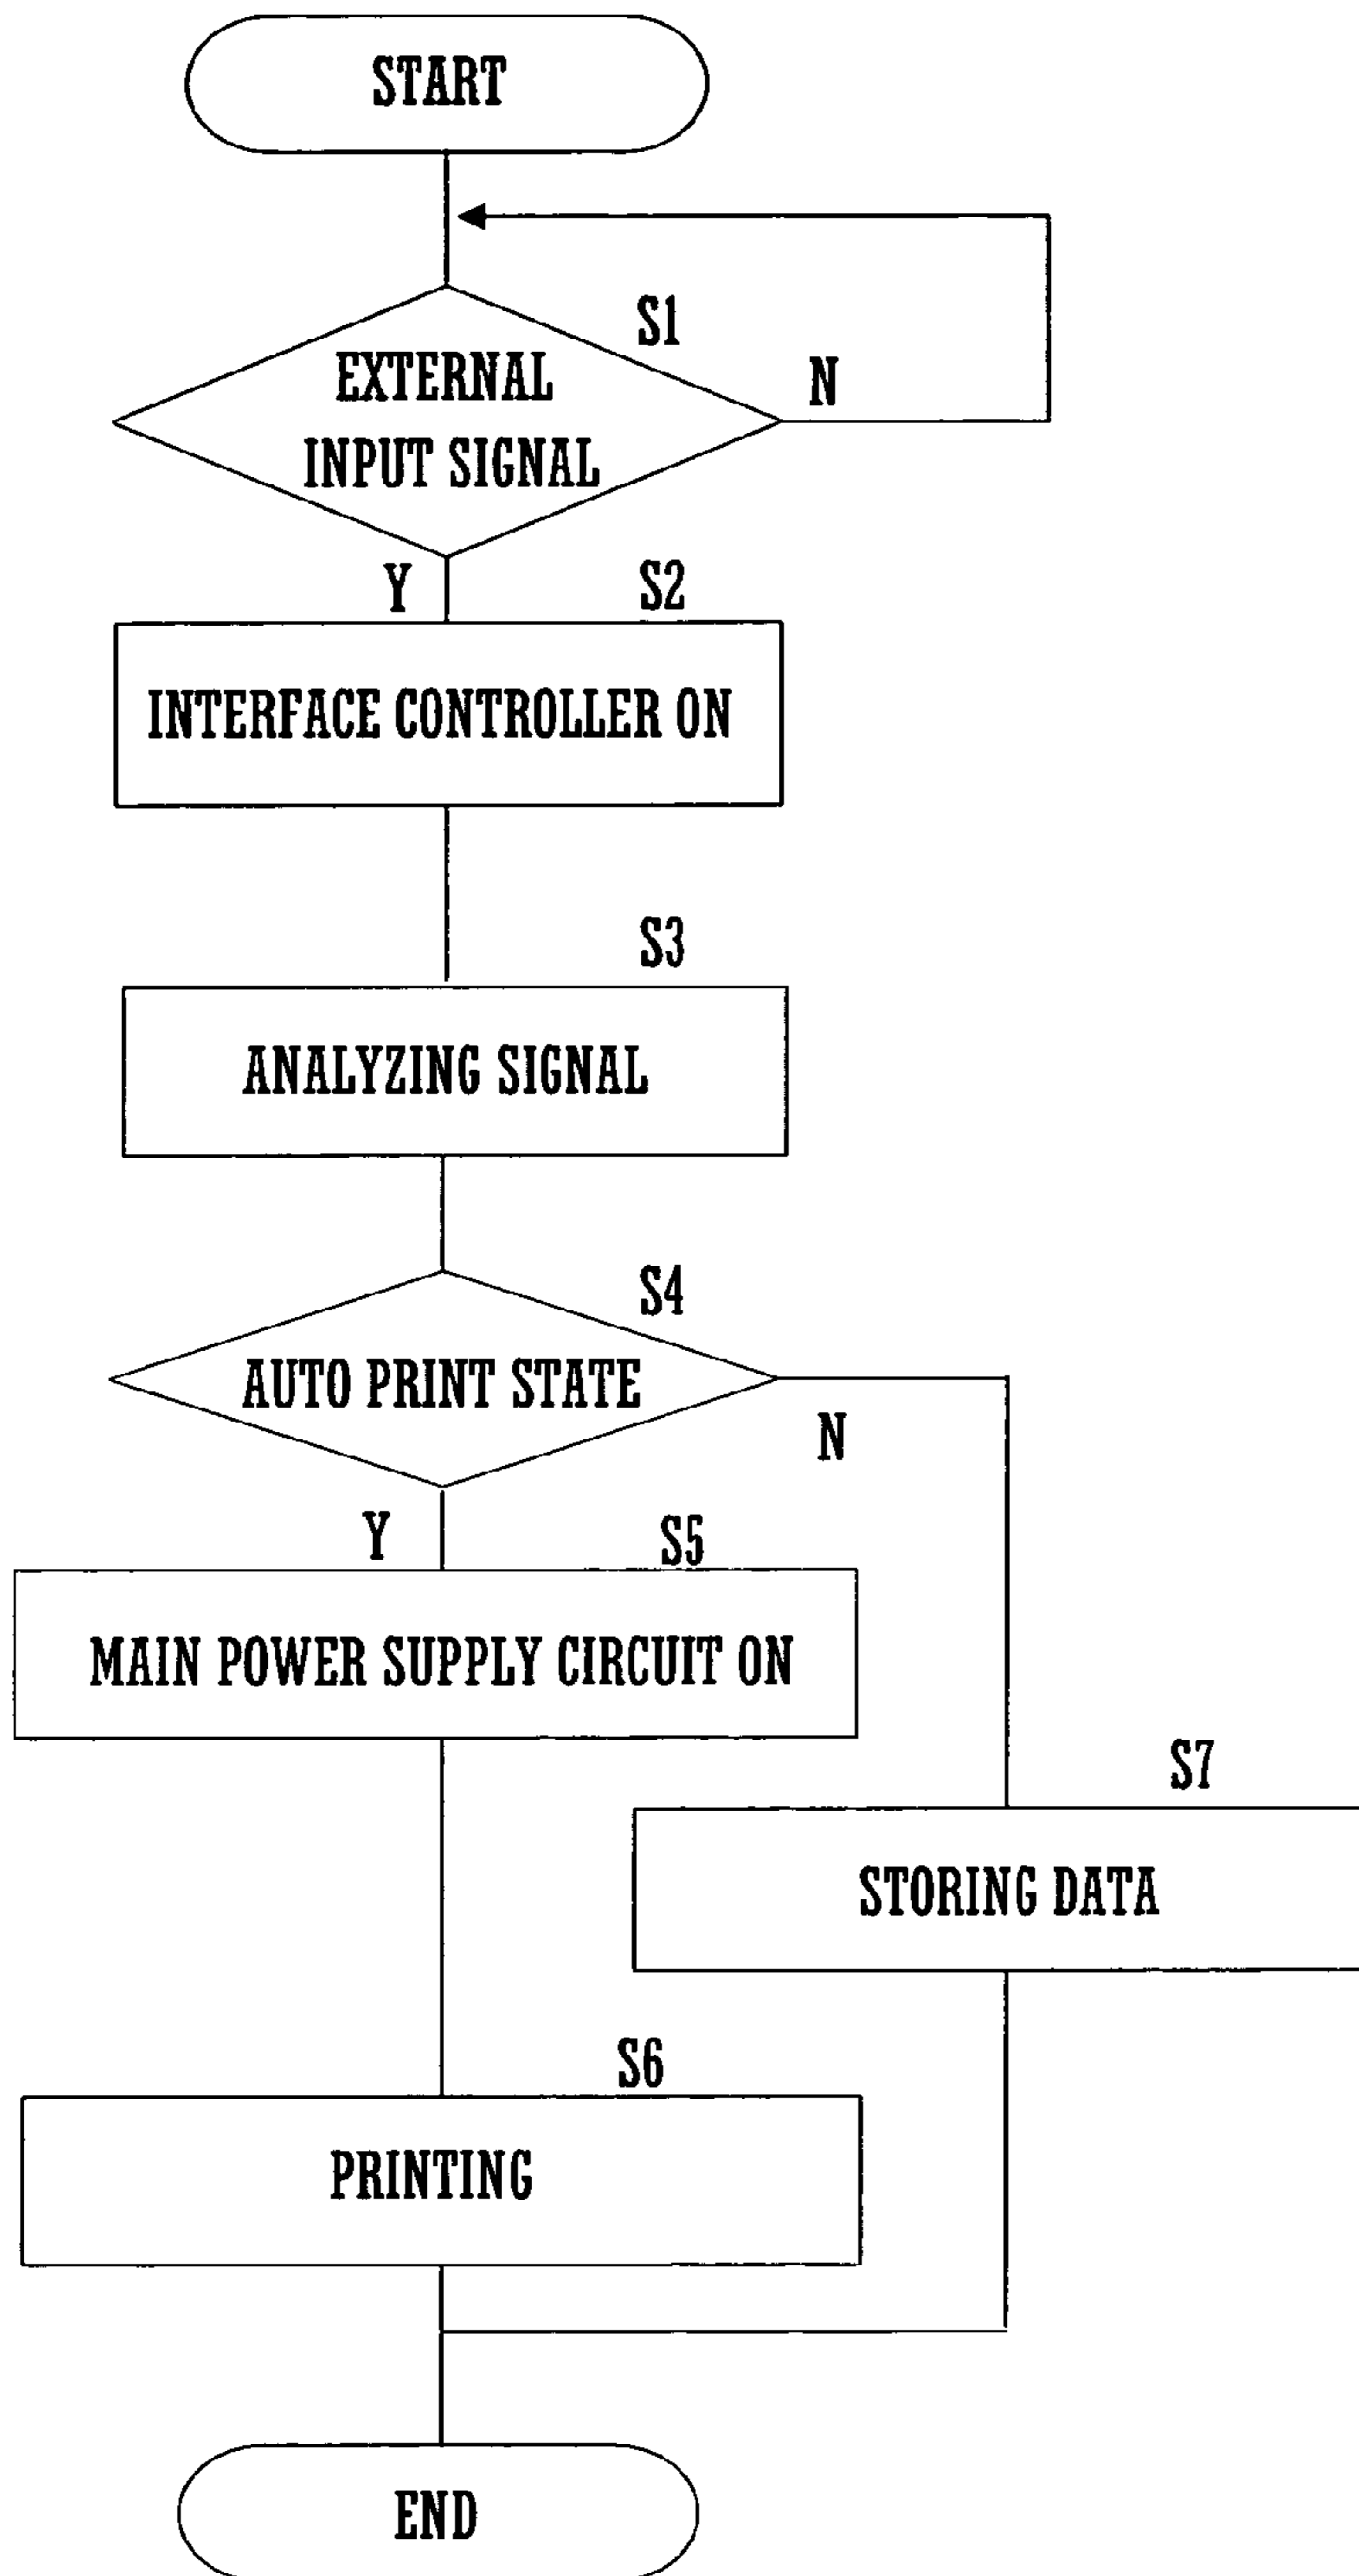 START
S1
EXTERNAL
N
INPUT SIGNAL
Y
S2
INTERFACE CONTROLLER ON
S3
ANALYZING SIGNAL
S4
AUTO PRINT STATE
N
Y
S5
MAIN POWER SUPPLY CIRCUIT ON
S7
STORING DATA
S6
PRINTING
END